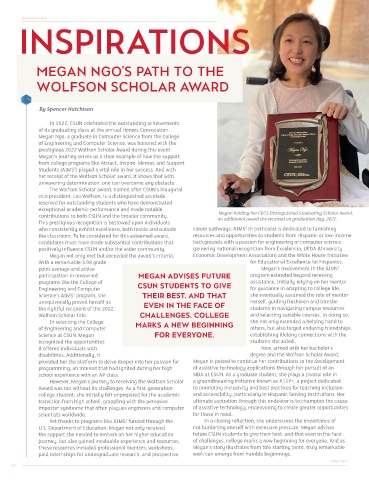 INSPIRATIONS
MEGAN NGO'S PATH TO THE
WOLFSON SCHOLAR AWARD
By Spencer Hutchison
In 2022, CSUN celebrated the outstanding achievements
of its graduating class at the annual Honors Convocation.
Megan Ngo, a graduate in Computer Science from the College
of Engineering and Computer Science, was honored with the
prestigious 2022 Wolfson Scholar Award during this event.
Megan's journey serves as a clear example of how the support
from college programs like Attract, Inspire, Mentor, and Support
Students (AIMS²) played a vital role in her success. And with
her receipt of the Wolfson Scholar award, it shows that with
unwavering determination, one can overcome any obstacle.
The Wolfson Scholar Award, named after CSUN's inaugural
vice president, Leo Wolfson, is a distinguished accolade
reserved for outstanding students who have demonstrated
exceptional academic performance and made notable
contributions to both CSUN and the broader community.
This prestigious recognition is bestowed upon individuals
who consistently exhibit excellence, both inside and outside
the classroom. To be considered for this esteemed award,
candidates must have made substantial contributions that
positively influence CSUN and/or the wider community.
Megan not only met but exceeded the award's criteria.
With a remarkable 3.98 grade
point average and active
participation in renowned
programs like the College of
Engineering and Computer
Science's AIMS² program, she
unequivocally proved herself as
the rightful recipient of the 2022
Wolfson Scholar title.
In selecting the College
of Engineering and Computer
Science at CSUN, Megan
recognized the opportunities
it offered individuals with
disabilities. Additionally, it
provided her the platform to delve deeper into her passion for
programming, an interest that had ignited during her high
school experience with an AP class.
However, Megan's journey to receiving the Wolfson Scholar
Award was not without its challenges. As a first-generation
college student, she initially felt unprepared for the academic
transition from high school, grappling with the pervasive
imposter syndrome that often plagues engineers and computer
scientists worldwide.
Yet thanks to programs like AIMS² funded through the
U.S. Department of Education, Megan not only received
the support she needed to embark on her higher education
journey, but also gained invaluable experience and resources.
These resources included professional mentors, workshops,
paid internships for undergraduate research, and prospective
MEGAN ADVISES FUTURE
CSUN STUDENTS TO GIVE
THEIR BEST, AND THAT
EVEN IN THE FACE OF
CHALLENGES, COLLEGE
MARKS A NEW BEGINNING
FOR EVERYONE.
Megan holding her CECS Distinguished Graduating Scholar Award,
an additional award she received on graduation day, 2022.
career pathways. AIMS² in particular is dedicated to furnishing
resources and opportunities to students from Hispanic or low-income
backgrounds with a passion for engineering or computer science
garnering national recognition from Excelencia, UEDA University
Economic Development Association, and the White House Initiative
for Educational Excellence for Hispanics.
Megan's involvement in the AIMS²
program extended beyond receiving
assistance. Initially relying on her mentor
for guidance in adapting to college life,
she eventually assumed the role of mentor
herself, guiding freshmen and transfer
students in navigating campus resources
and selecting suitable courses. In doing so,
she not only extended a helping hand to
others, but also forged enduring friendships,
establishing lifelong connections with the
students she aided.
Now, armed with her bachelor's
degree and the Wolfson Scholar Award,
Megan is poised to continue her contributions to the development
of assistive technology applications through her pursuit of an
MBA at CSUN. As a graduate student, she plays a pivotal role in
to promoting inclusivity and best practices for teaching inclusion
and accessibility, particularly in Hispanic Serving Institutions. Her
ultimate aspiration through this endeavor is to champion the cause
of assistive technology, endeavoring to create greater opportunities
for those in need.
In a closing reflection, she underscores the importance of
not burdening oneself with excessive pressure. Megan advises
future CSUN students to give their best, and that even in the face
of challenges, college marks a new beginning for everyone. And as
Megan's story illustrates from this starting point, truly remarkable
work can emerge from humble beginnings.